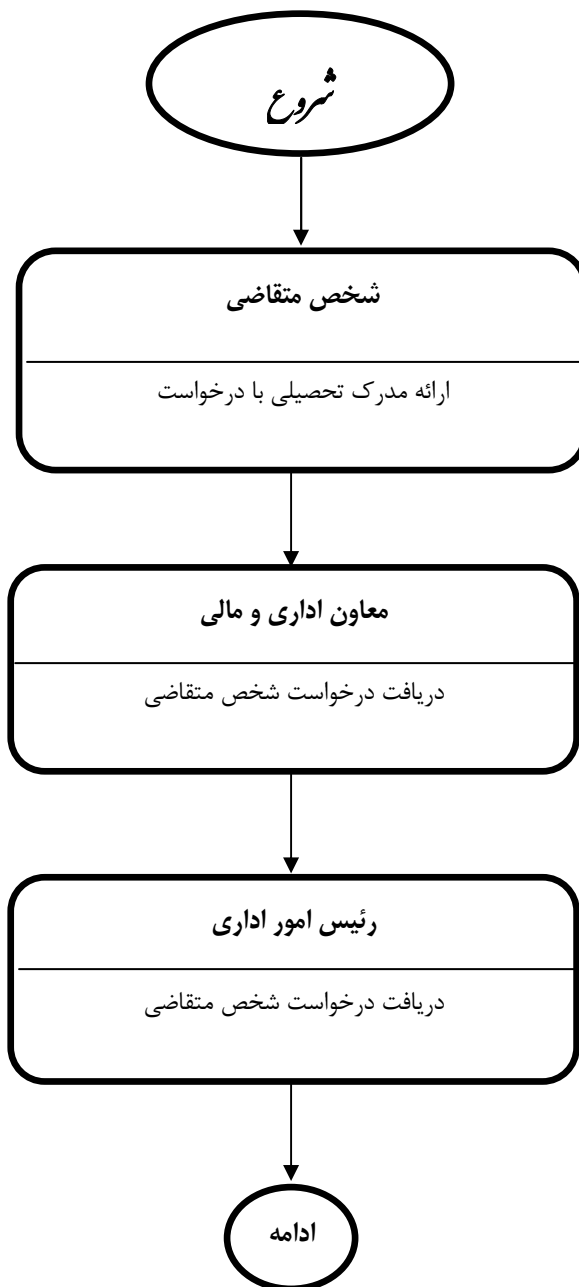 شروع
شخص متقاضی
ارائه مدرک تحصیلی با درخواست
معاون اداری و مالی
دریافت درخواست شخص متقاضی
رئیس امور اداری
دریافت درخواست شخص متقاضی
ادامه